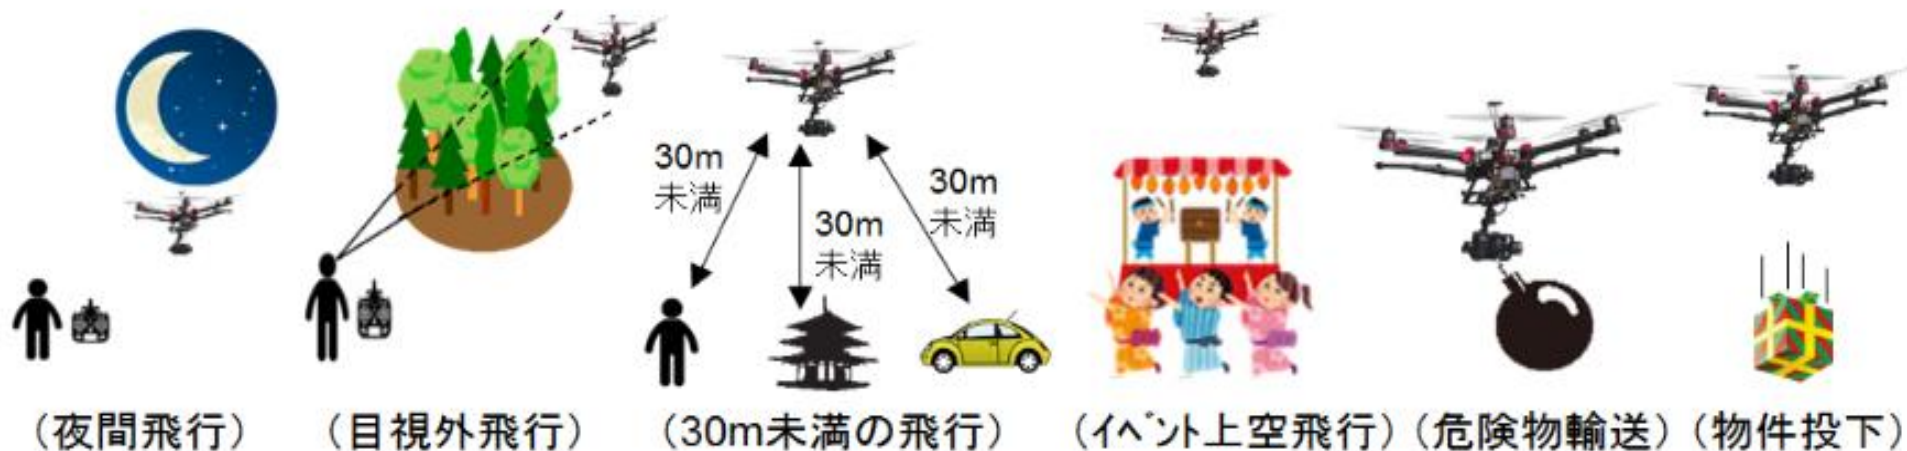 30m
未満
30m
未満
30m
未満
（夜間飛行）
（目視外飛行）
（30m未満の飛行）
（ｲﾍﾞﾝﾄ上空飛行）
（危険物輸送）
（物件投下）